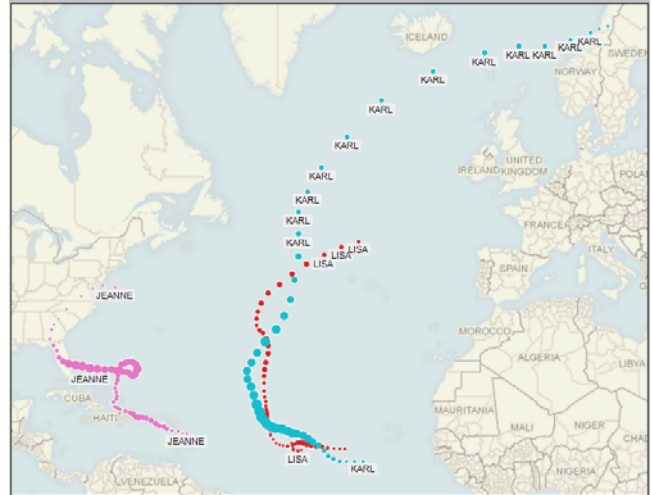 ICELAND
KARL
KARL
KARL KARL
KARL
SWEDEN
NORWAY
KARL
KARL
KARL
KARL
UNITED
KINGDOM
IRELAND
POLA
KARL
KARL
FRANCE
KARL
LISA
LISA
LISA
ITALY
SPAIN
JEANNE
MOROCCO
ALGERIA
LIBYA
JEANNE
CUBA
HAITI
MAURITANIA
MALI
NIGER
CHA
JEANNE
LISA
KARL
NIGERIA
VENEZUELA